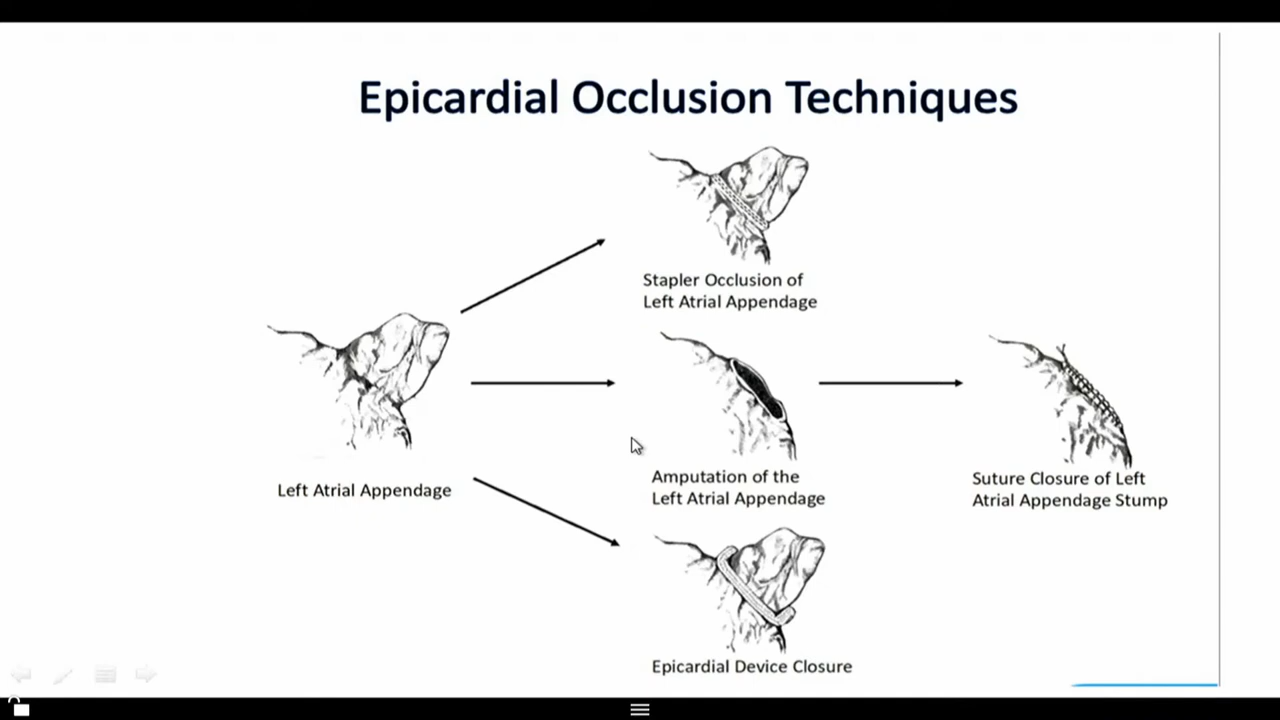 Epicardial Occlusion Techniques
Stapler Occlusion of
Left Atrial Appendage
Left Atrial Appendage
Amputation of the
Left Atrial Appendage
Suture Closure of Left
Atrial Appendage Stump
Epicardial Device Closure